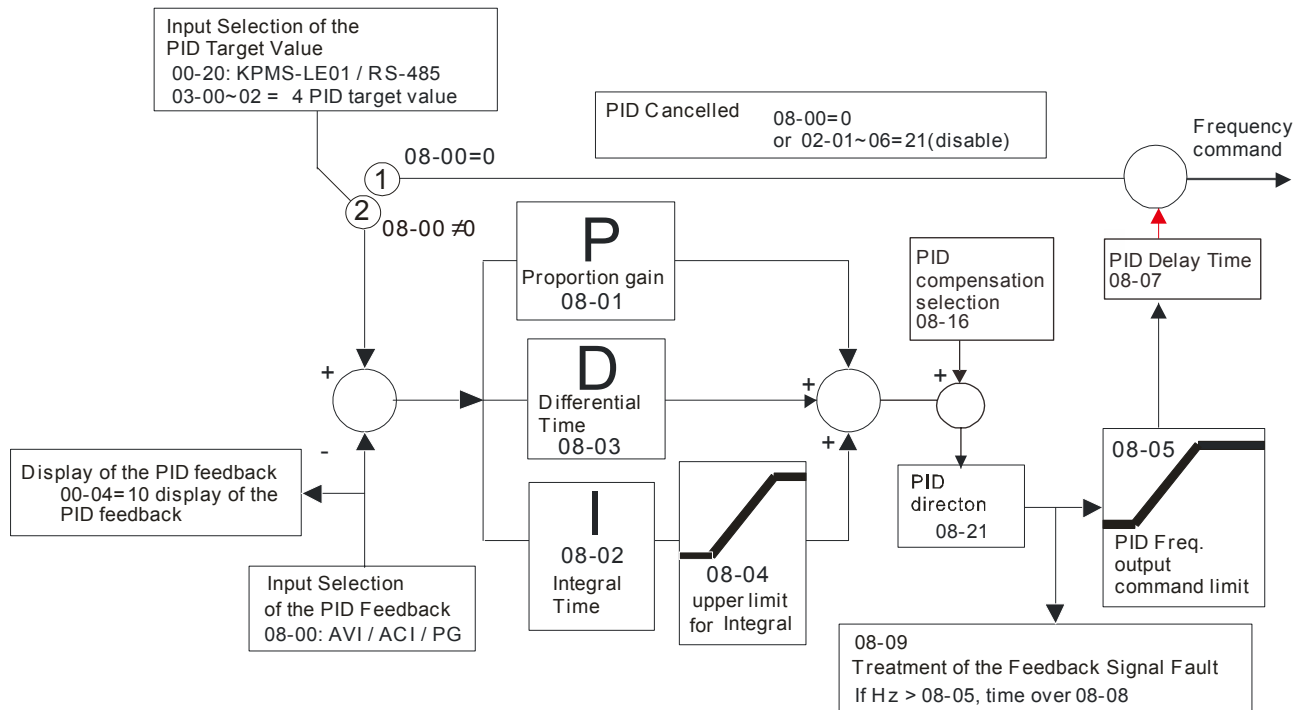 Input Selection of the
PID Target Value
00-20: KPMS-LE01 / RS-485
03-00~02 = 4 PID target value
PID Cancelled 08-00=0
or 02-01~06=21(disable)
Frequency
command
08-00=0
1
2
08-00 ≠0
P
Proportion gain
08-01
PID
compensation
selection
08-16
PID Delay Time
08-07
+
D
Differential
Time
08-03
+
+
+
-
Display of the PID feedback
00-04=10 display of the
PID feedback
I
08-02
Integral
Time
08-04
upper limit
for Integral
PID
directon
08-21
08-05
PID Freq.
output
command limit
Input Selection
of the PID Feedback
08-00: AVI / ACI / PG
08-09
Treatment of the Feedback Signal Fault
If Hz > 08-05, time over 08-08